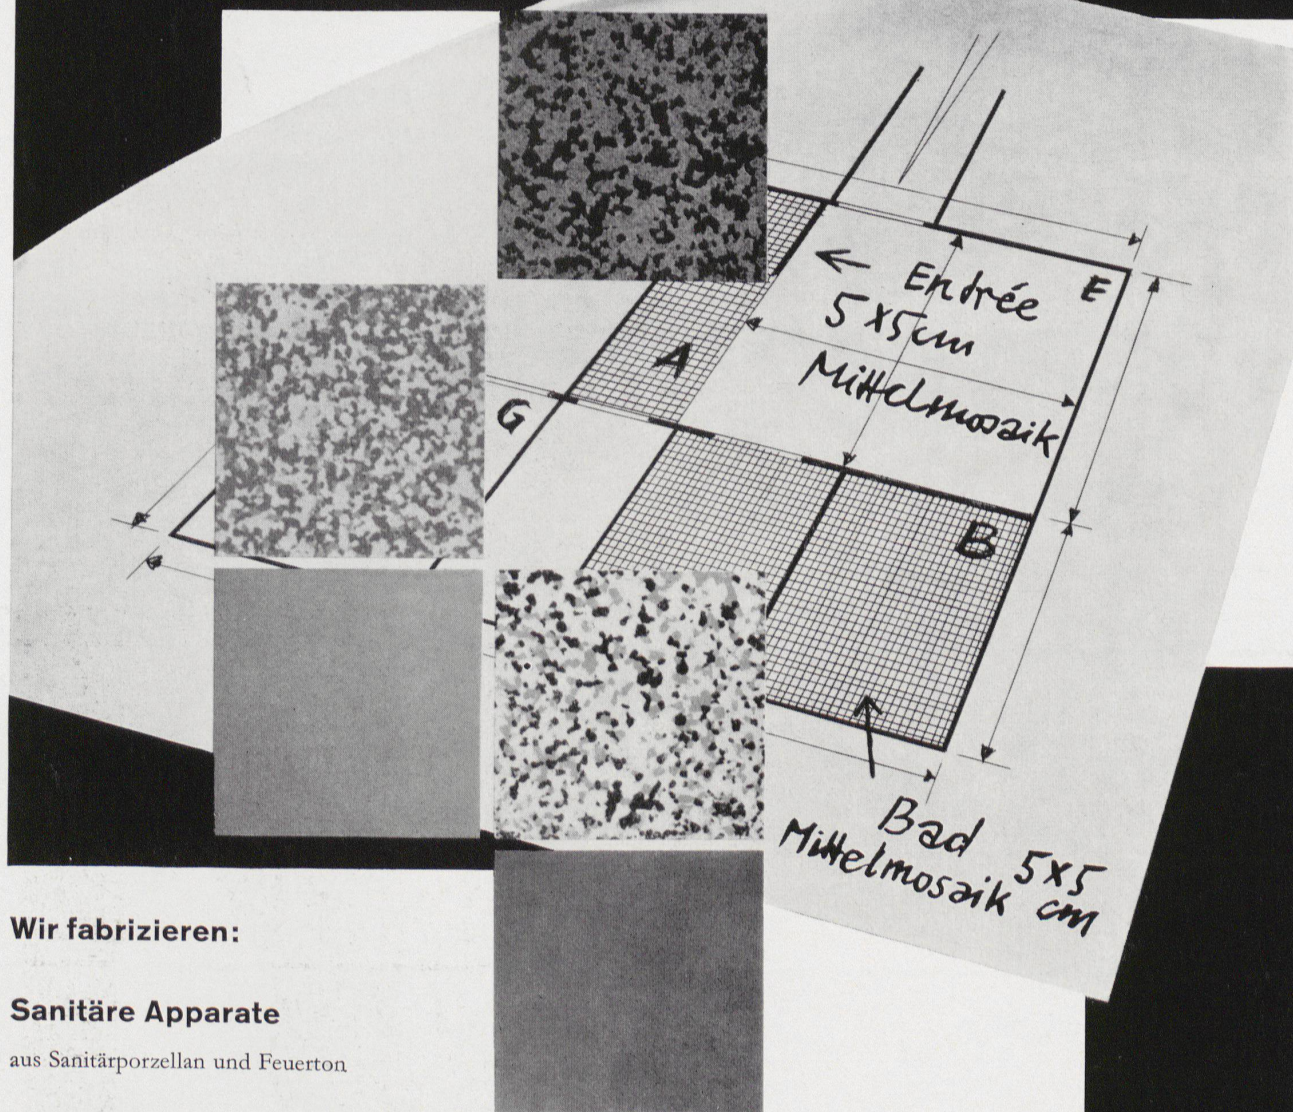 Entrée E
5x5cm
Mittelmosaik
A
G
B
Bad 5x5
Mittelmosaik cm
Wir fabrizieren:
Sanitäre Apparate
aus Sanitärporzellan und Feuerton